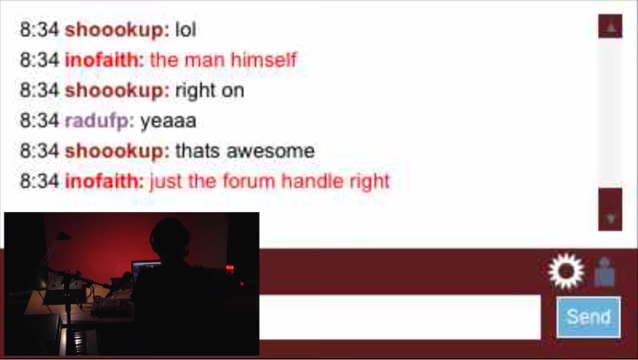 8:34 shoookup: lol
8:34 inofaith: the man himself
8:34 shoookup: right on
8:34 radufp: yeaaa
8:34 shoookup: thats awesome
8:34 inofaith: just the forum handle right
Send